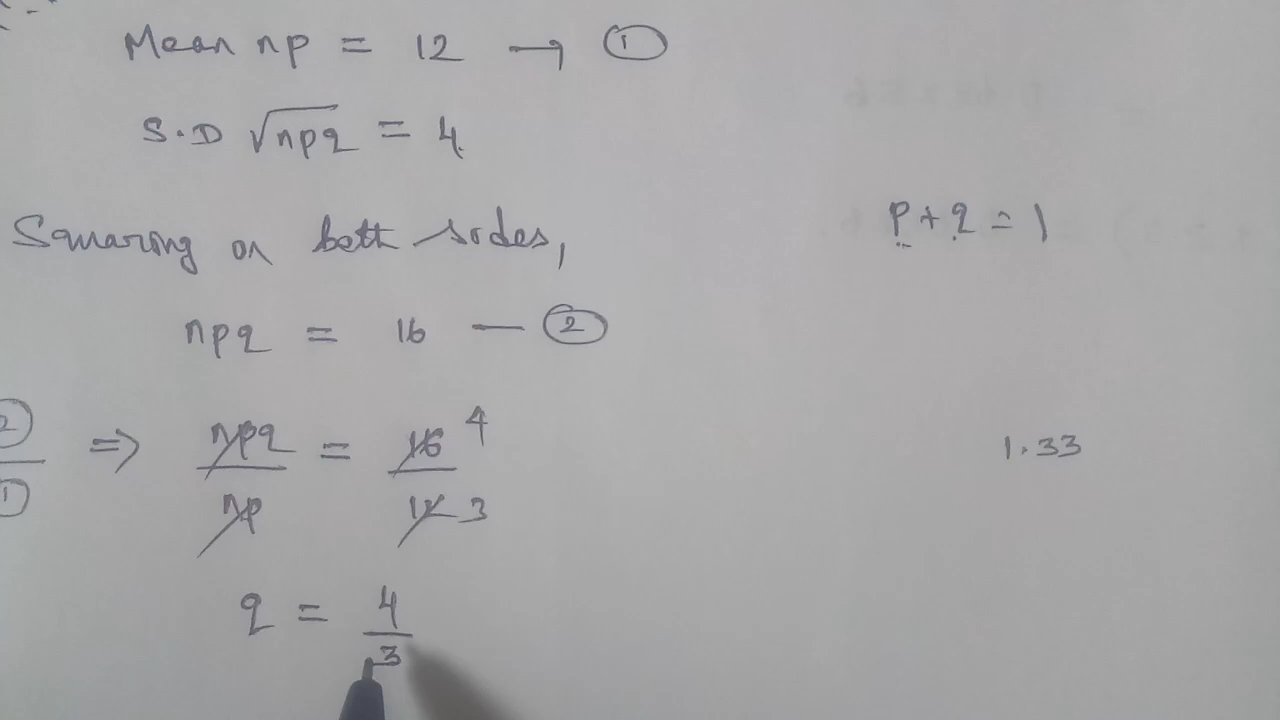 Mean np = 12 → ①
S.D √npq = 4
Squaring on both sides,
p + q = 1
npq = 16 — ②
②/① ⇒ npq/np = 16/12 4/3
1.33
q = 4/3